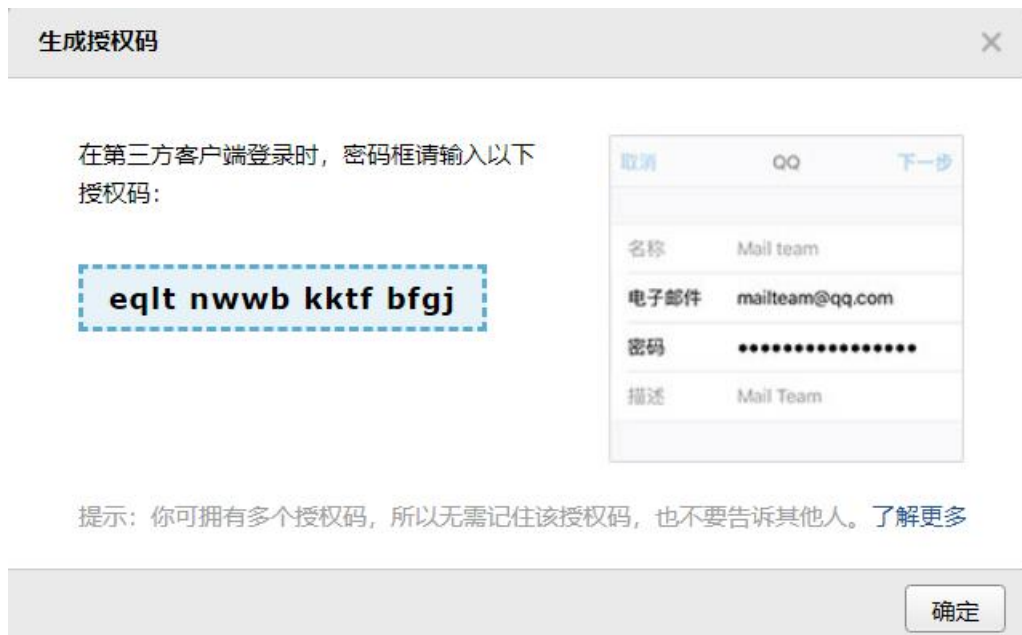 生成授权码
×
在第三方客户端登录时，密码框请输入以下
授权码：
eqlt nwwb kktf bfgj
取消 QQ 下一步
名称 Mail team
电子邮件 mailteam@qq.com
密码 ••••••••••••••••
描述 Mail Team
提示：你可拥有多个授权码，所以无需记住该授权码，也不要告诉其他人。了解更多
确定